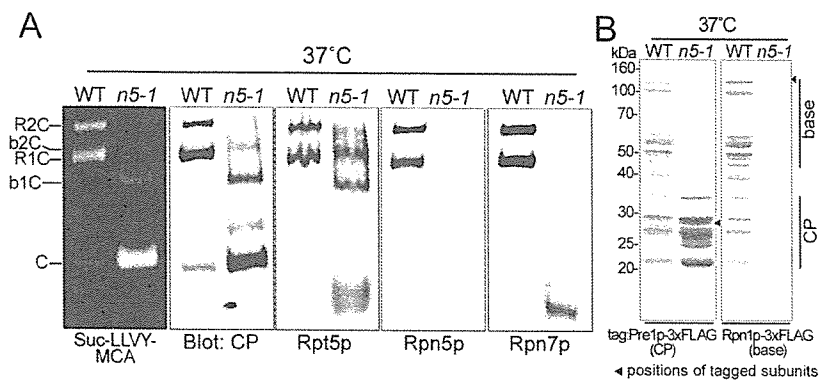 A
37°C
WT n5-1 WT n5-1 WT n5-1 WT n5-1 WT n5-1
R2C
b2C
R1C
b1C
C
Suc-LLVY-
MCA
Blot: CP
Rpt5p
Rpn5p
Rpn7p
B
37°C
kDa
WT n5-1 WT n5-1
160-
100-
70-
50-
40-
30-
25-
20-
base
CP
tag:Pre1p-3xFLAG
(CP)
Rpn1p-3xFLAG
(base)
◄ positions of tagged subunits